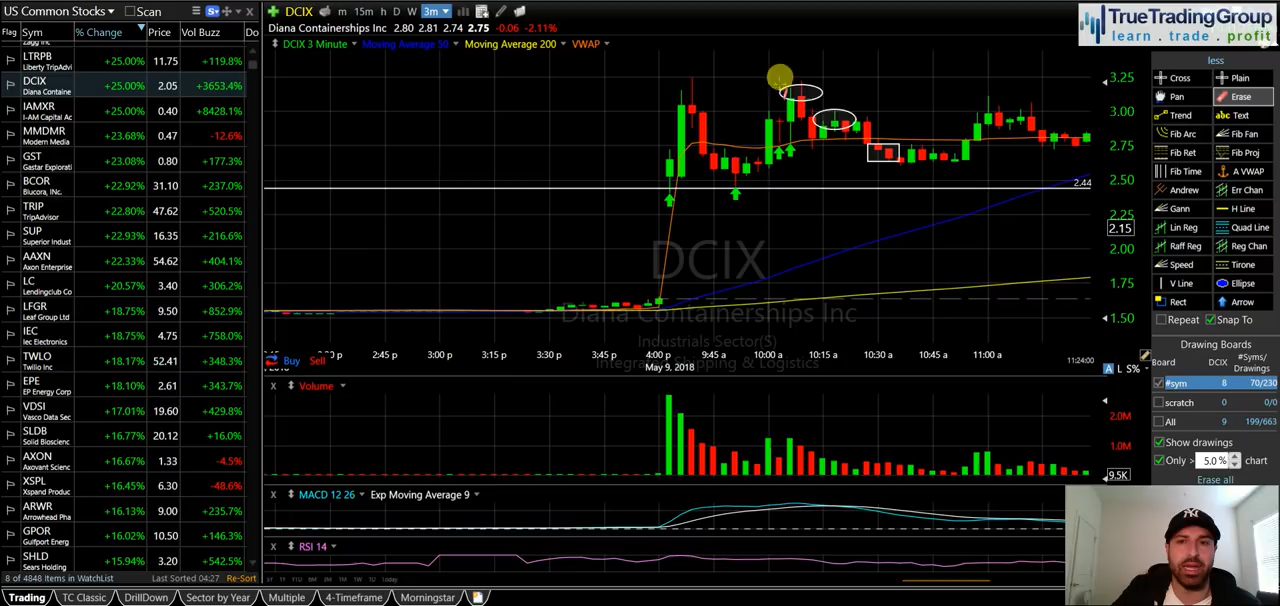 US Common Stocks Scan
DCIX m 15m h D W 3m
TrueTradingGroup
learn . trade . profit
Flag Sym % Change Price Vol Buzz Do
Diana Containerships Inc 2.80 2.81 2.74 2.75 -0.06 -2.11%
DCIX 3 Minute Moving Average 50 Moving Average 200 VWAP
Zagg Inc.
LTRPB +25.00% 11.75 +119.8%
Liberty TripAdvi
DCIX +25.00% 2.05 +3653.4%
Diana Containe
IAMXR +25.00% 0.40 +8428.1%
I-AM Capital Ac
MMDMR +23.68% 0.47 -12.6%
Modern Media
GST +23.08% 0.80 +177.3%
Gastar Explorati
BCOR +22.92% 31.10 +237.0%
Blucora, Inc.
TRIP +22.80% 47.62 +520.5%
TripAdvisor
SUP +22.93% 16.35 +216.6%
Superior Indust
AAXN +22.33% 54.62 +404.1%
Axon Enterprise
LC +20.57% 3.40 +306.2%
Lendingclub Co
LFGR +18.75% 9.50 +852.9%
Leaf Group Ltd
IEC +18.75% 4.75 +758.0%
Iec Electronics
TWLO +18.17% 52.41 +348.3%
Twilio Inc
EPE +18.10% 2.61 +343.7%
EP Energy Corp
VDSI +17.01% 19.60 +429.8%
Vasco Data Sec
SLDB +16.77% 20.12 +16.0%
Solid Bioscienc
AXON +16.67% 1.33 -4.5%
Axovant Scienc
XSPL +16.45% 6.30 -48.6%
Xspand Produc
ARWR +16.13% 9.00 +235.7%
Arrowhead Pha
GPOR +16.02% 10.50 +146.3%
Gulfport Energ
SHLD +15.94% 3.20 +542.5%
Sears Holding
8 of 4848 Items in WatchList Last Sorted 04:27 Re-Sort
Trading TC Classic DrillDown Sector by Year Multiple 4-Timeframe Morningstar
3.25
3.00
2.75
2.50
2.44
2.25
2.15
2.00
1.75
1.50
DCIX
Diana Containerships Inc
Industrials Sector(S)
Integrated Shipping & Logistics
2:45 p 3:00 p 3:15 p 3:30 p 3:45 p 4:00 p 9:45 a 10:00 a 10:15 a 10:30 a 10:45 a 11:00 a 11:24:00
Buy Sell
May 9, 2018
A L S%
X Volume
2.0M
1.0M
9.5K
X MACD 12 26 Exp Moving Average 9
X RSI 14
less
Cross Plain
Pan Erase
Trend abc Text
Fib Arc Fib Fan
Fib Ret Fib Proj
Fib Time A VWAP
Andrew Err Chan
Gann H Line
Lin Reg Quad Line
Raff Reg Reg Chan
Speed Tirone
V Line Ellipse
Rect Arrow
Repeat Snap To
Drawing Boards
Board DCIX #Syms/
Drawings
#sym 8 70/230
scratch 0 0/0
All 9 199/663
Show drawings
Only > 5.0 % chart
Erase all